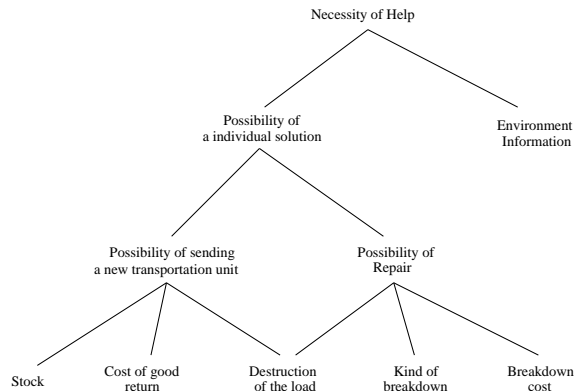 Necessity of Help
Possibility of
a individual solution
Environment
Information
Possibility of sending
a new transportation unit
Possibility of
Repair
Stock
Cost of good
return
Destruction
of the load
Kind of
breakdown
Breakdown
cost